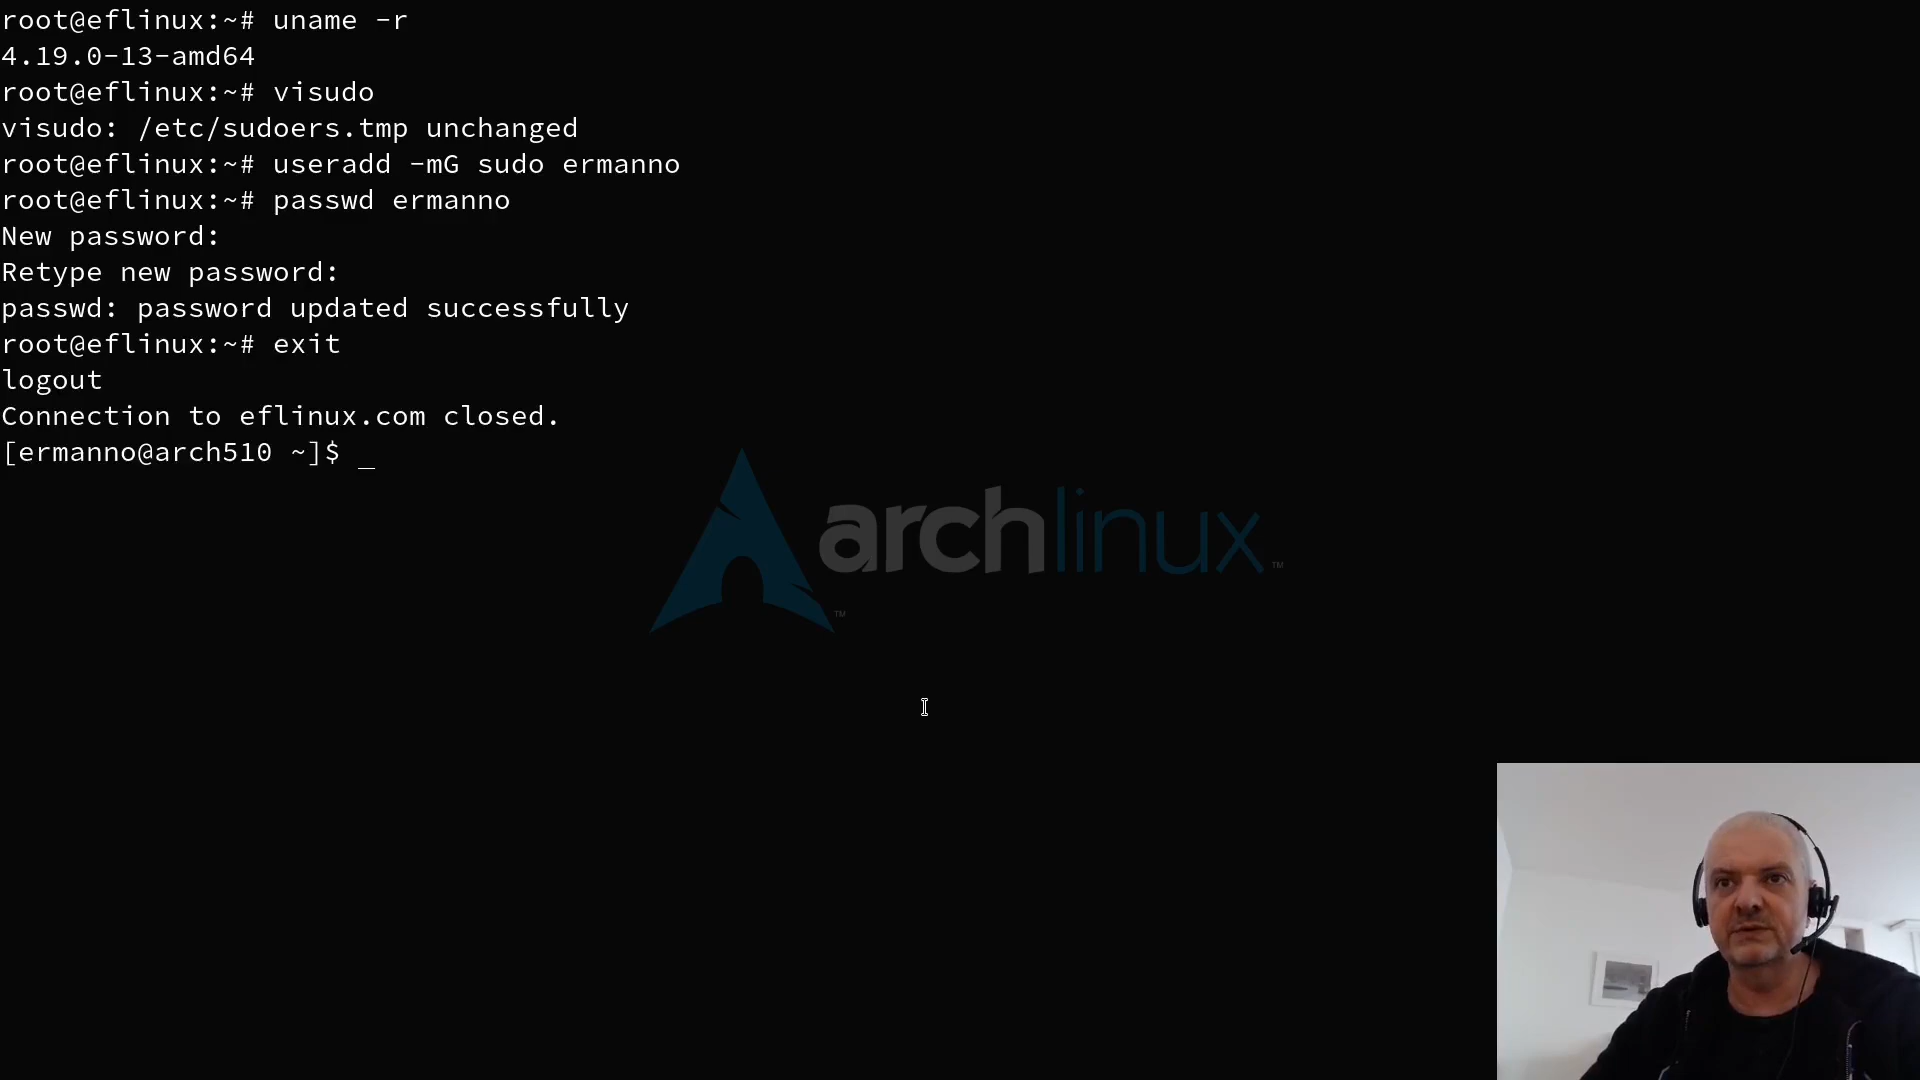 root@eflinux:~# uname -r
4.19.0-13-amd64
root@eflinux:~# visudo
visudo: /etc/sudoers.tmp unchanged
root@eflinux:~# useradd -mG sudo ermanno
root@eflinux:~# passwd ermanno
New password:
Retype new password:
passwd: password updated successfully
root@eflinux:~# exit
logout
Connection to eflinux.com closed.
[ermanno@arch510 ~]$ _
archlinux™
™